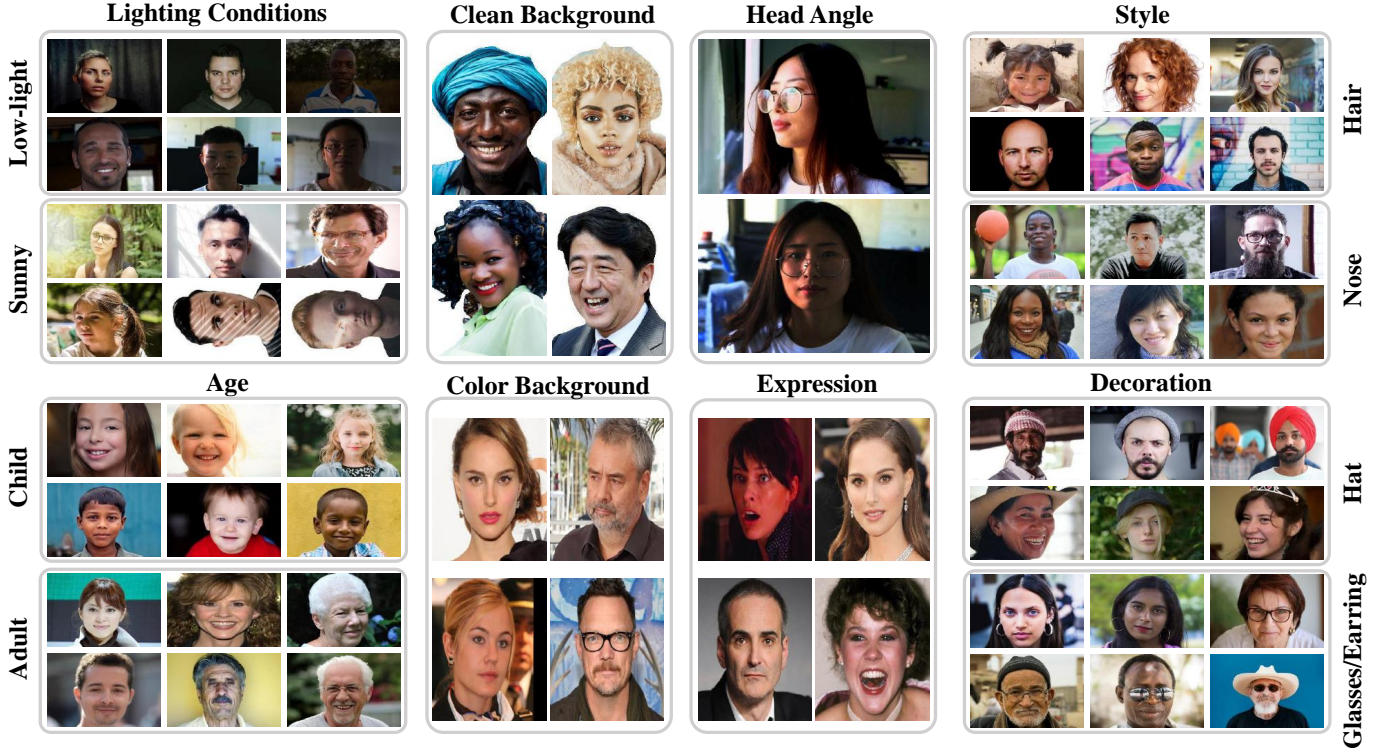 Lighting Conditions
Clean Background
Head Angle
Style
Low-light
Hair
Sunny
Nose
Age
Color Background
Expression
Decoration
Child
Hat
Adult
Glasses/Earring